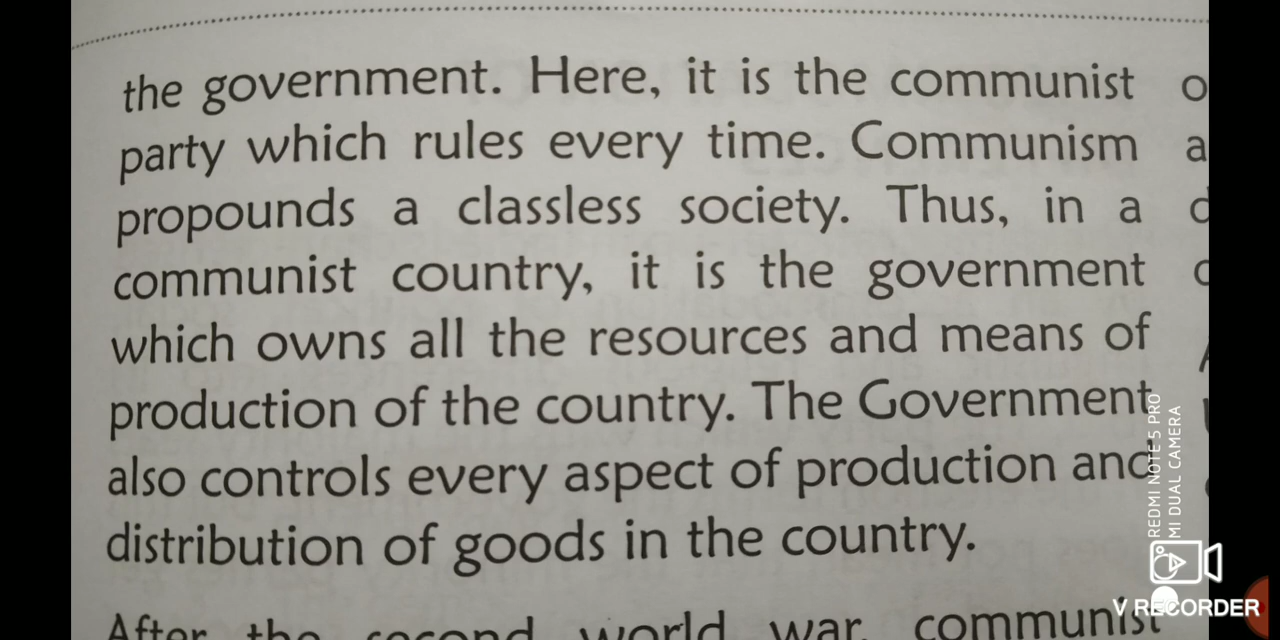 the government. Here, it is the communist
party which rules every time. Communism
propounds a classless society. Thus, in a
communist country, it is the government
which owns all the resources and means of
production of the country. The Government
also controls every aspect of production and
distribution of goods in the country.
After the second world war, communist
REDMI NOTE 5 PRO
MI DUAL CAMERA
V RECORDER